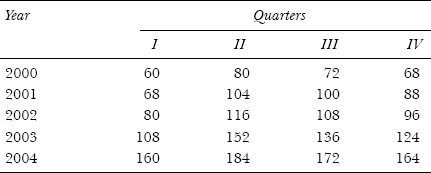 Year Quarters
I II III IV
2000 60 80 72 68
2001 68 104 100 88
2002 80 116 108 96
2003 108 152 136 124
2004 160 184 172 164